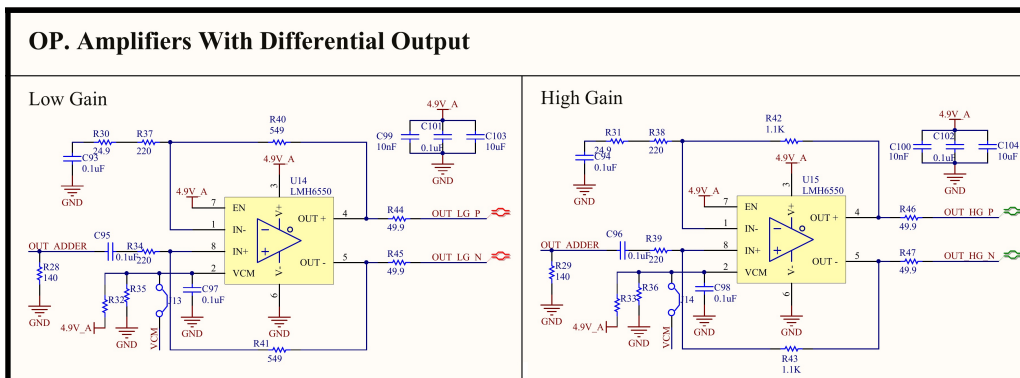 OP. Amplifiers With Differential Output
Low Gain
R30
24.9
R37
220
C93
0.1uF
GND
R40
549
4.9V_A
C99
10nF
C101
0.1uF
C103
10uF
GND
4.9V_A
U14
LMH6550
4.9V_A
7
EN
1
IN-
8
IN+
2
VCM
3
V+
V-
6
OUT +
4
OUT -
5
R44
49.9
OUT_LG_P
R45
49.9
OUT_LG_N
OUT_ADDER
R28
140
GND
C95
0.1uF
R34
220
R32
4.9V_A
R35
GND
J13
VCM
C97
0.1uF
GND
GND
R41
549
High Gain
R31
24.9
R38
220
C94
0.1uF
GND
R42
1.1K
4.9V_A
C100
10nF
C102
0.1uF
C104
10uF
GND
4.9V_A
U15
LMH6550
4.9V_A
7
EN
1
IN-
8
IN+
2
VCM
3
V+
V-
6
OUT +
4
OUT -
5
R46
49.9
OUT_HG_P
R47
49.9
OUT_HG_N
OUT_ADDER
R29
140
GND
C96
0.1uF
R39
220
R33
4.9V_A
R36
GND
J14
VCM
C98
0.1uF
GND
GND
R43
1.1K